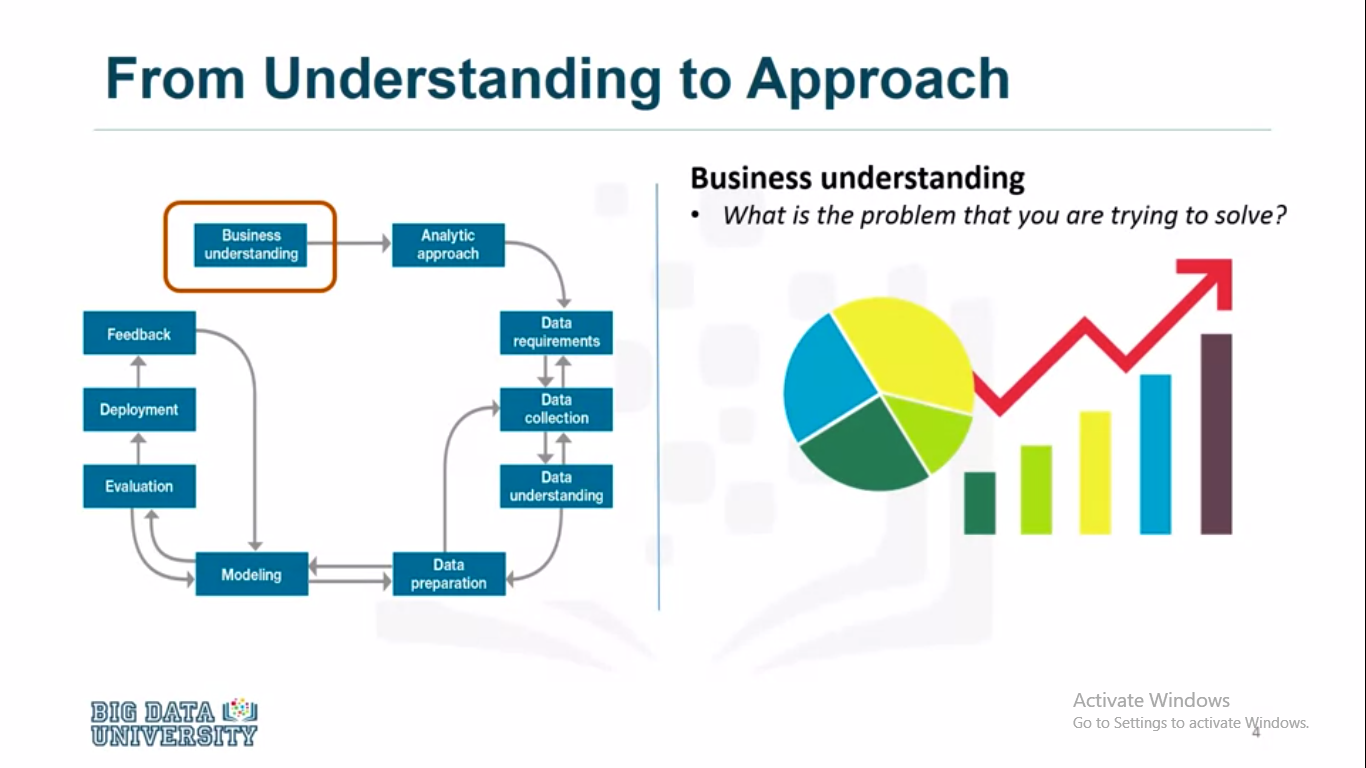 From Understanding to Approach
Business understanding
• What is the problem that you are trying to solve?
Business
understanding
Analytic
approach
Feedback
Data
requirements
Deployment
Data
collection
Evaluation
Data
understanding
Modeling
Data
preparation
BIG DATA
UNIVERSITY
Activate Windows
Go to Settings to activate Windows.
4